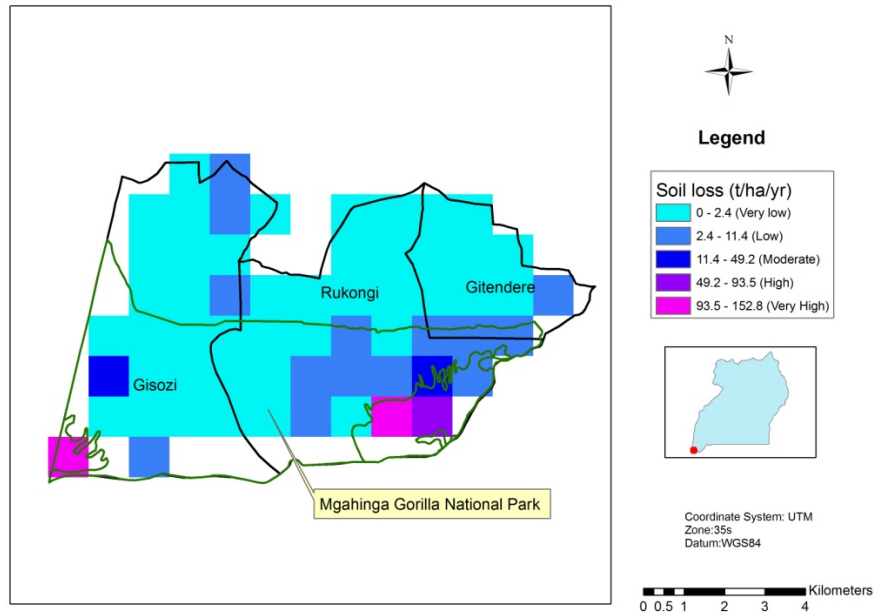 N
Legend
Soil loss (t/ha/yr)
0 - 2.4 (Very low)
2.4 - 11.4 (Low)
11.4 - 49.2 (Moderate)
49.2 - 93.5 (High)
93.5 - 152.8 (Very High)
Rukongi
Gitendere
Gisozi
Mgahinga Gorilla National Park
Coordinate System: UTM
Zone:35s
Datum:WGS84
Kilometers
0 0.5 1 2 3 4